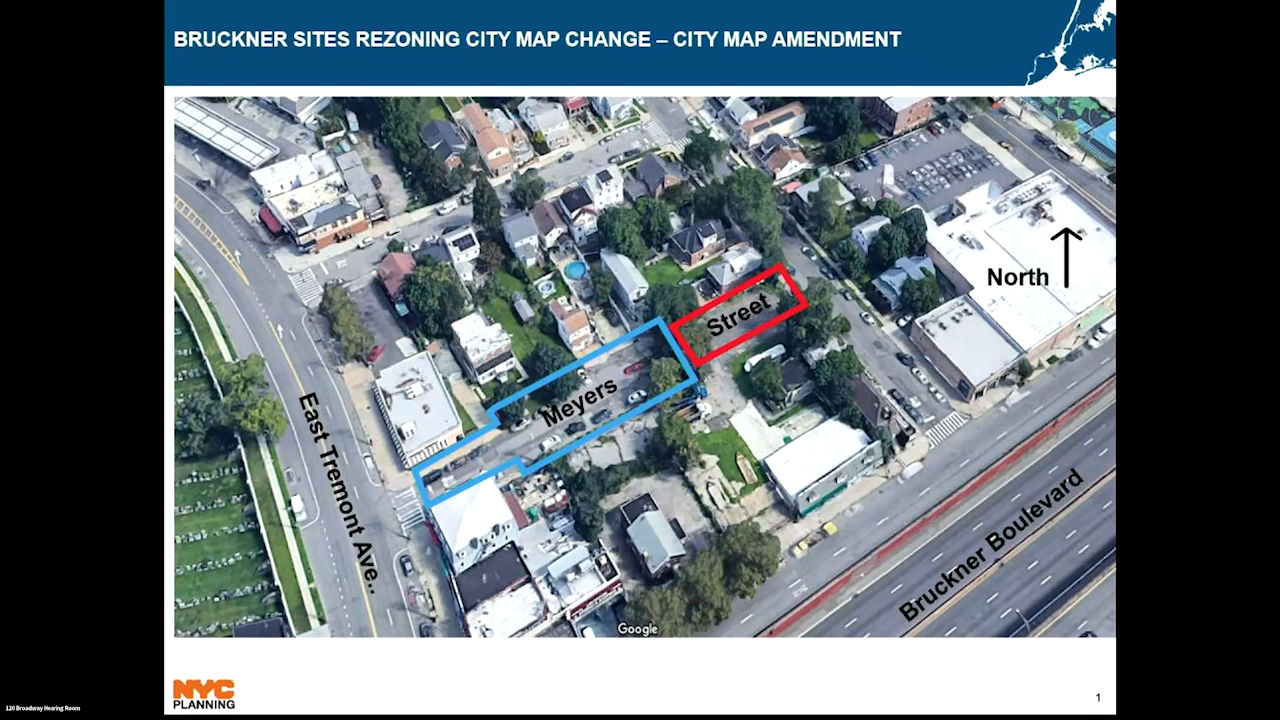 BRUCKNER SITES REZONING CITY MAP CHANGE – CITY MAP AMENDMENT
North
Street
Meyers
East Tremont Ave..
Bruckner Boulevard
Google
NYC
PLANNING
1
120 Broadway Hearing Room